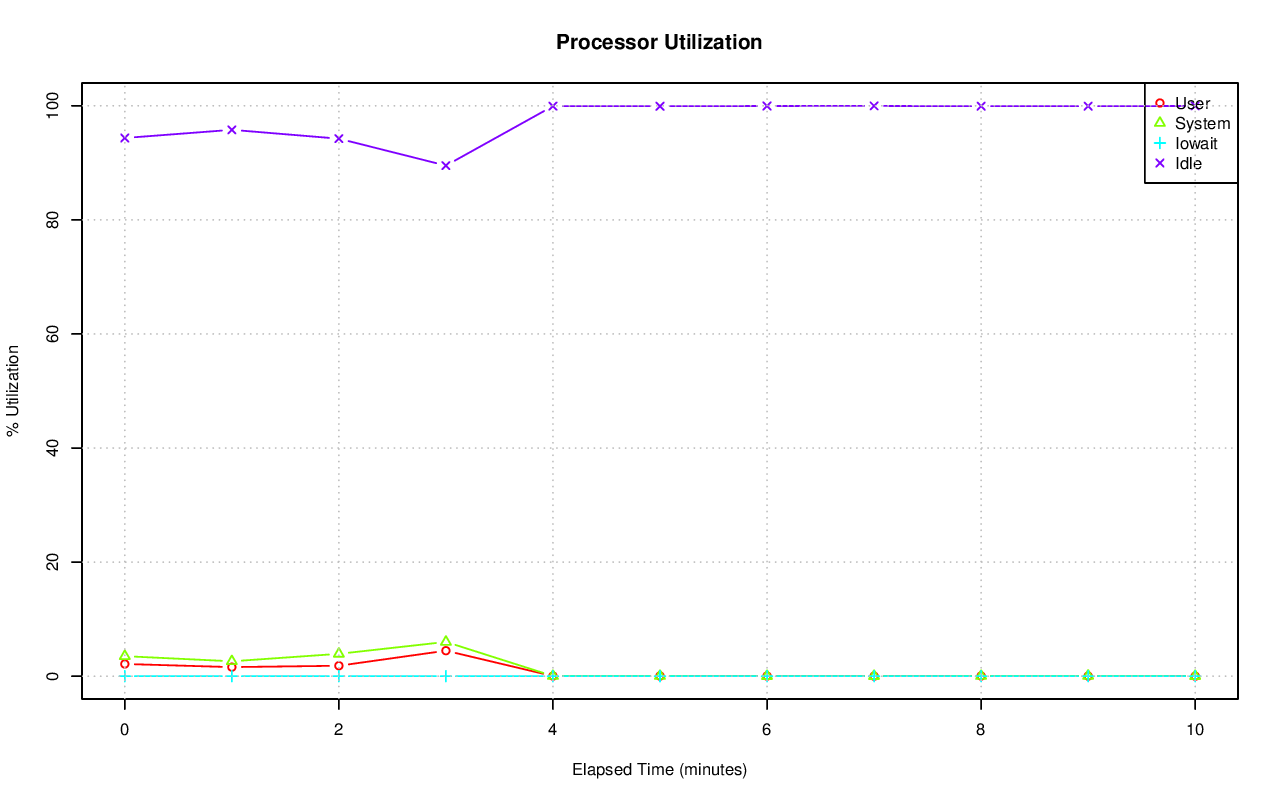 Processor Utilization
% Utilization
100
80
60
40
20
0
User
System
Iowait
Idle
0 2 4 6 8 10
Elapsed Time (minutes)